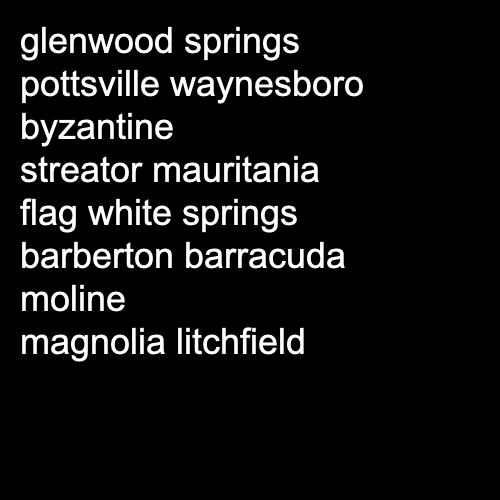 glenwood springs
pottsville waynesboro
byzantine
streator mauritania
flag white springs
barberton barracuda
moline
magnolia litchfield